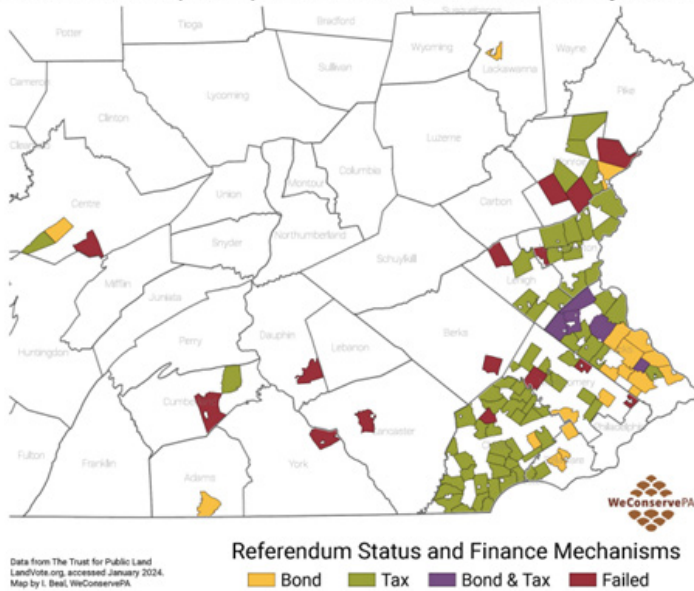 Tioga
Bradford
Susquehanna
Potter
Wyoming
Wayne
Cameron
Sullivan
Lackawanna
Pike
Lycoming
Clinton
Luzerne
Monroe
Columbia
Centre
Union
Montour
Carbon
Snyder
Northumberland
Schuylkill
Mifflin
Lehigh
Juniata
Dauphin
Lebanon
Berks
Huntingdon
Perry
Lancaster
Fulton
Franklin
York
Adams
Philadelphia
WeConservePA
Data from The Trust for Public Land
LandVote.org, accessed January 2024.
Map by I. Beal, WeConservePA
Referendum Status and Finance Mechanisms
Bond
Tax
Bond & Tax
Failed